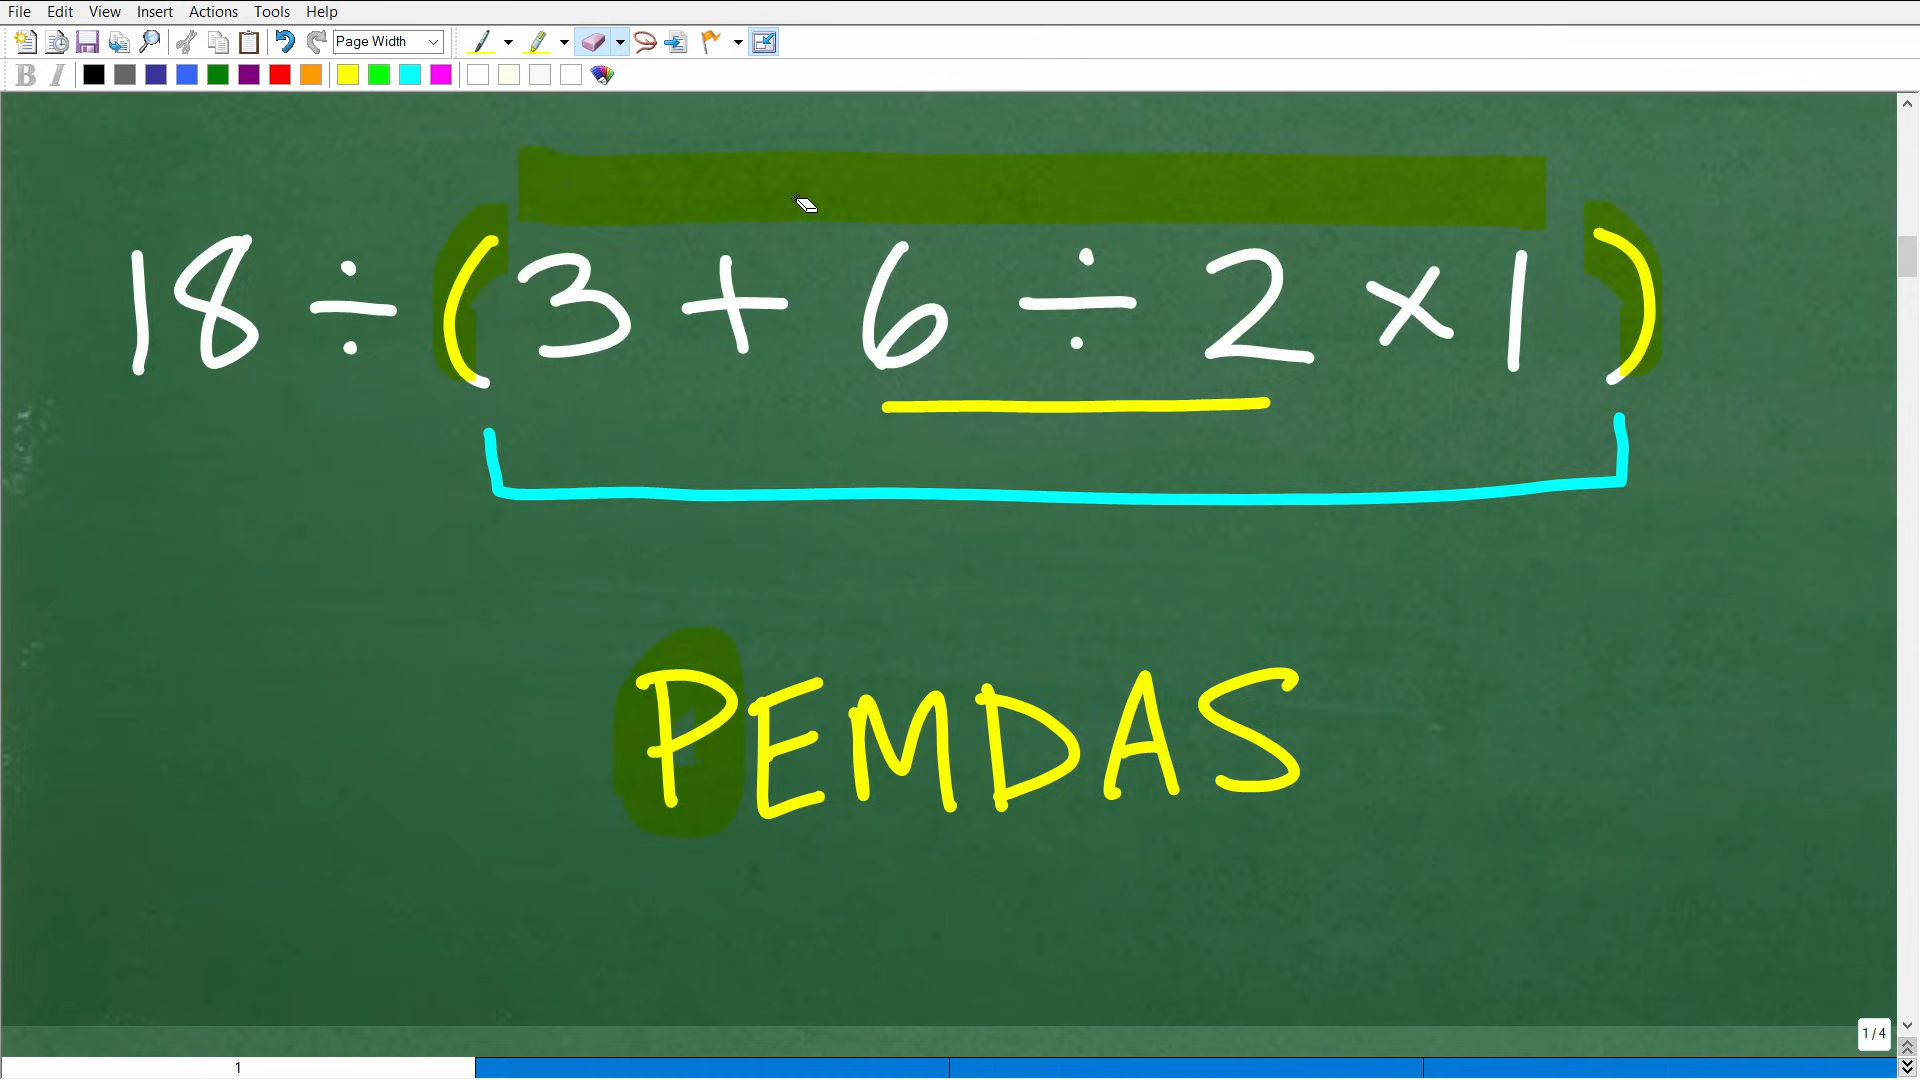 File Edit View Insert Actions Tools Help
Page Width
B I
18 ÷ (3 + 6 ÷ 2 × 1)
PEMDAS
1 / 4
1